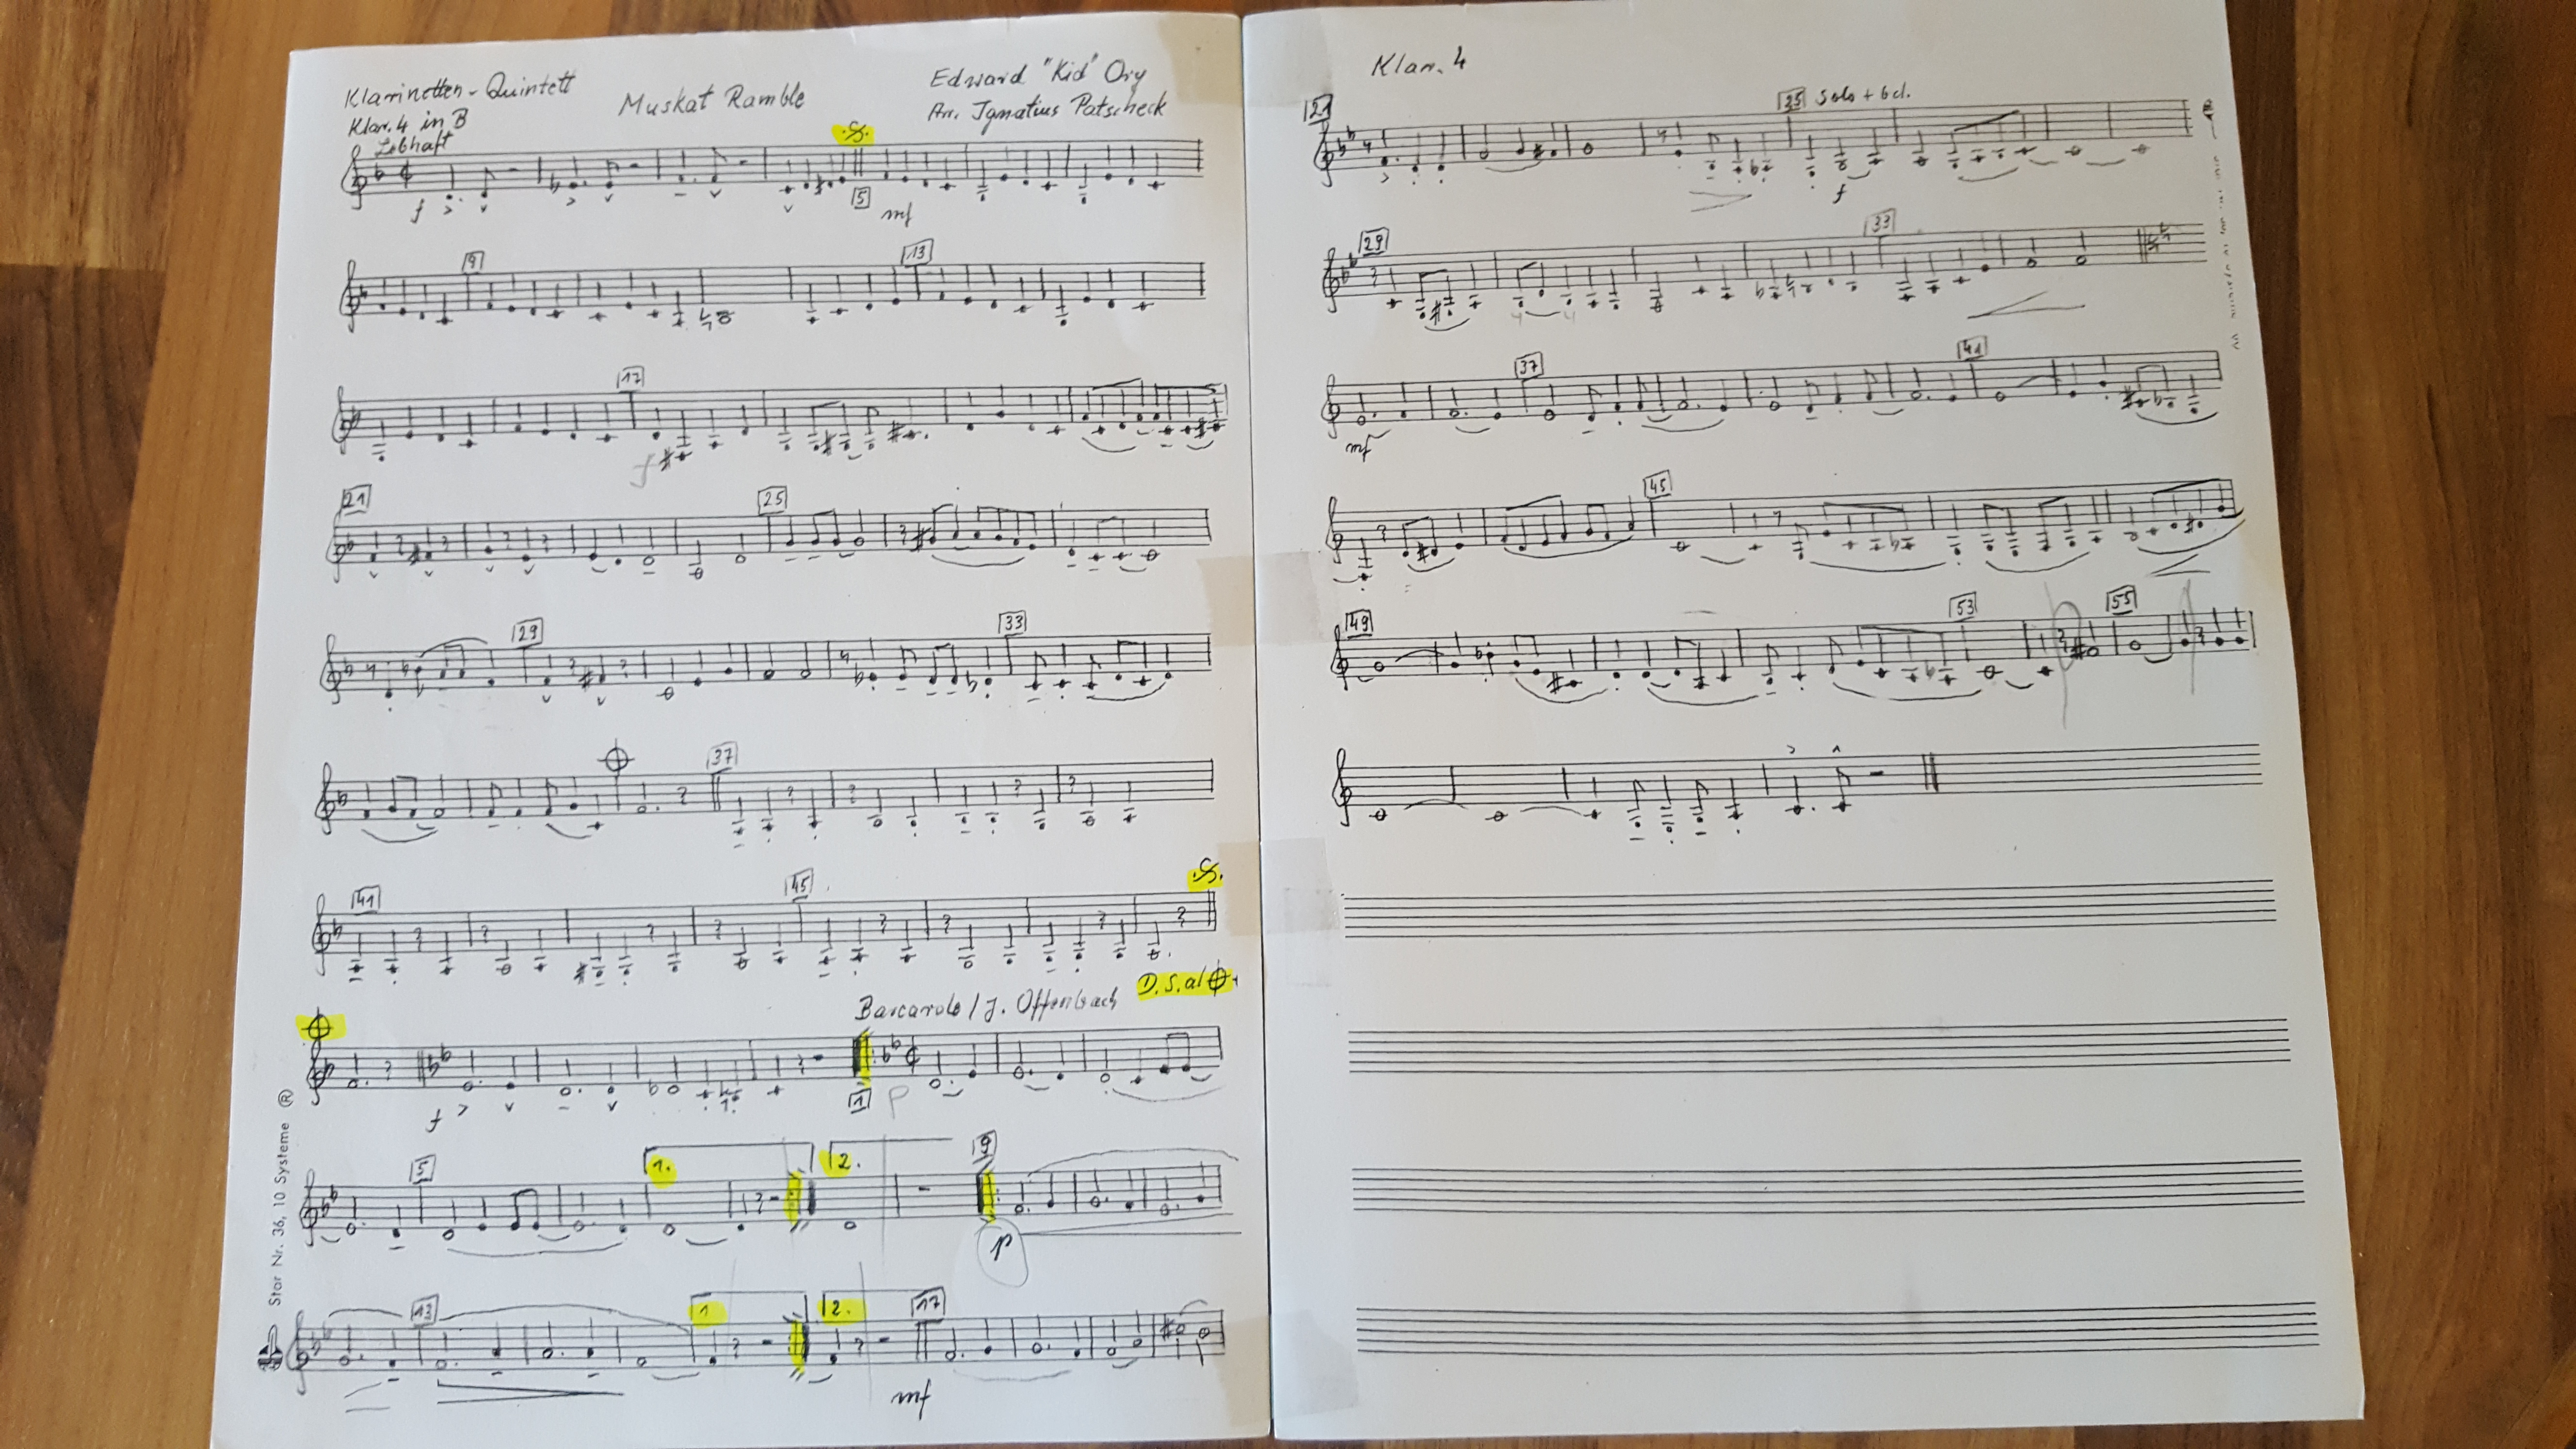 Klarinetten-Quintett
Klar. 4 in B
Muskat Ramble
Edward "Kid" Ory
Arr. Ignatius Patscheck
Lebhaft
f
5
mf
9
13
17
f
21
25
29
33
37
41
45
D.S. al
Barcarole / J. Offenbach
f
1
p
5
1.
2.
9
p
13
1
2.
17
mf
Star Nr. 36, 10 Systeme ®
Klar. 4
21
25 Solo + bcl.
f
29
33
37
41
mf
45
49
53
55